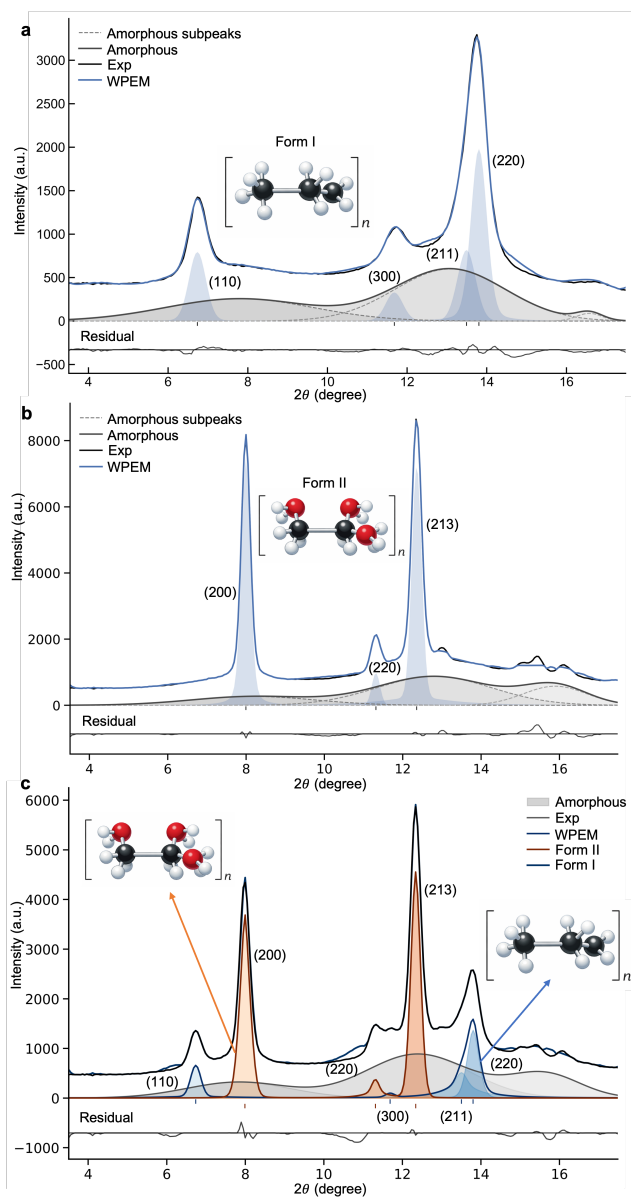 a
Amorphous subpeaks
Amorphous
Exp
WPEM
Form I
n
(110)
(300)
(211)
(220)
Intensity (a.u.)
3000
2500
2000
1500
1000
500
0
−500
Residual
4 6 8 10 12 14 16
2θ (degree)
b
Amorphous subpeaks
Amorphous
Exp
WPEM
Form II
n
(200)
(220)
(213)
Intensity (a.u.)
8000
6000
4000
2000
0
Residual
4 6 8 10 12 14 16
2θ (degree)
c
Amorphous
Exp
WPEM
Form II
Form I
n
n
(110)
(200)
(220)
(300)
(213)
(211)
(220)
Intensity (a.u.)
6000
5000
4000
3000
2000
1000
0
−1000
Residual
4 6 8 10 12 14 16
2θ (degree)